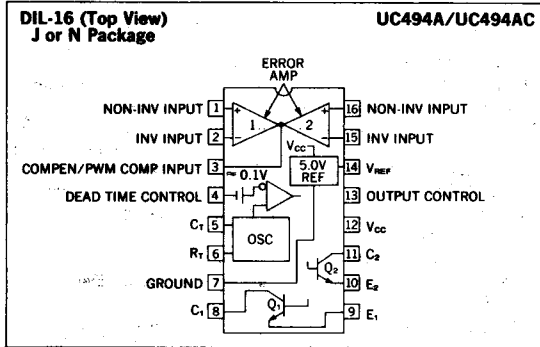 DIL-16 (Top View)
J or N Package
UC494A/UC494AC
ERROR
AMP
NON-INV INPUT 1 + 1
+ 16 NON-INV INPUT
INV INPUT 2 − 2
− 15 INV INPUT
COMPEN/PWM COMP INPUT 3
VCC
5.0V
REF
14 VREF
≈ 0.1V
DEAD TIME CONTROL 4
13 OUTPUT CONTROL
CT 5
OSC
12 VCC
RT 6
Q2
11 C2
GROUND 7
10 E2
C1 8
Q1
9 E1